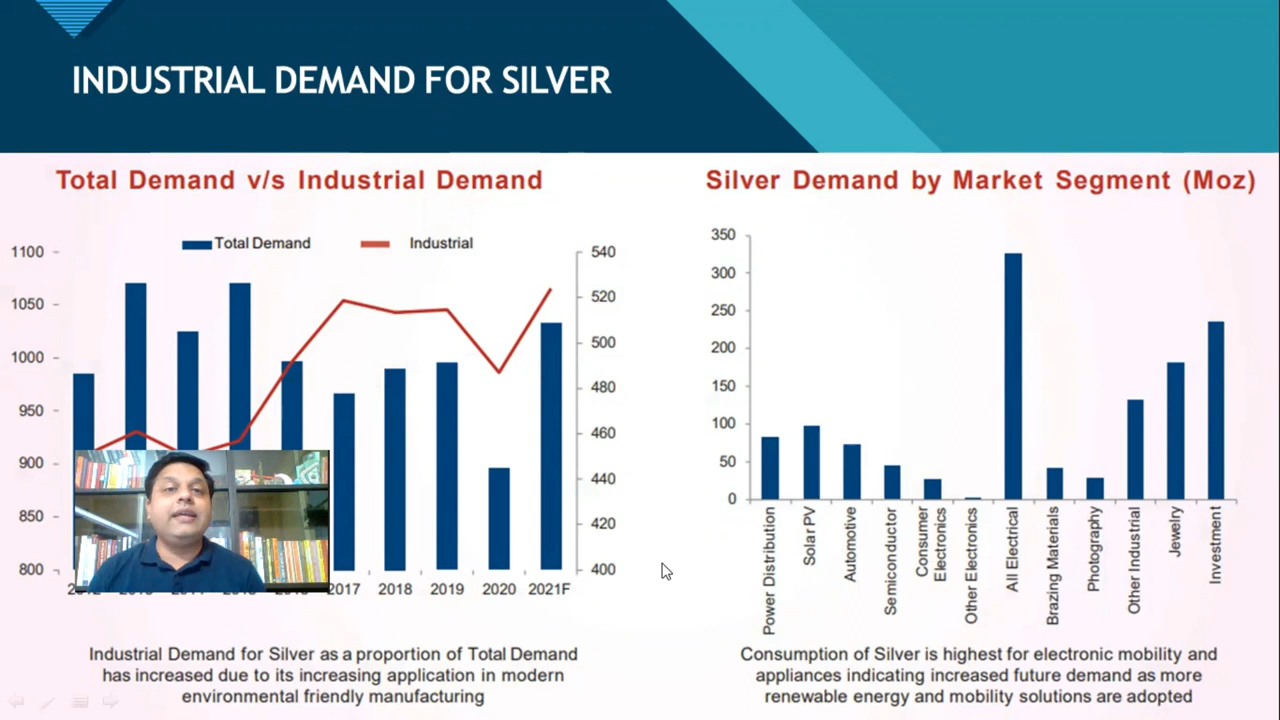 INDUSTRIAL DEMAND FOR SILVER
Total Demand v/s Industrial Demand
Total Demand
Industrial
1100
1050
1000
950
900
850
800
540
520
500
480
460
440
420
400
2017
2018
2019
2020
2021F
Industrial Demand for Silver as a proportion of Total Demand
has increased due to its increasing application in modern
environmental friendly manufacturing
Silver Demand by Market Segment (Moz)
350
300
250
200
150
100
50
0
Power Distribution
Solar PV
Automotive
Semiconductor
Consumer
Electronics
Other Electronics
All Electrical
Brazing Materials
Photography
Other Industrial
Jewelry
Investment
Consumption of Silver is highest for electronic mobility and
appliances indicating increased future demand as more
renewable energy and mobility solutions are adopted